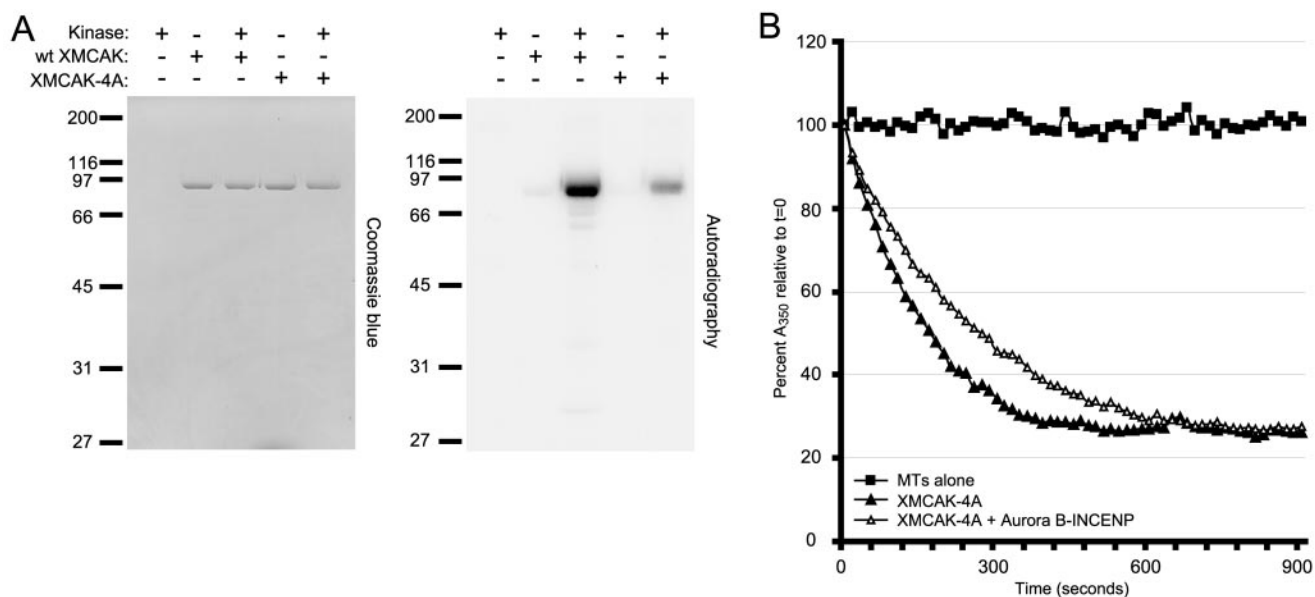 A
Kinase: + - + - +
wt XMCAK: - + + - -
XMCAK-4A: - - - + +
200
116
97
66
45
31
27
Coomassie blue
+ - + - +
- + + - -
- - - + +
200
116
97
66
45
31
27
Autoradiography
B
120
100
80
60
40
20
0
Percent A350 relative to t=0
MTs alone
XMCAK-4A
XMCAK-4A + Aurora B-INCENP
0 300 600 900
Time (seconds)